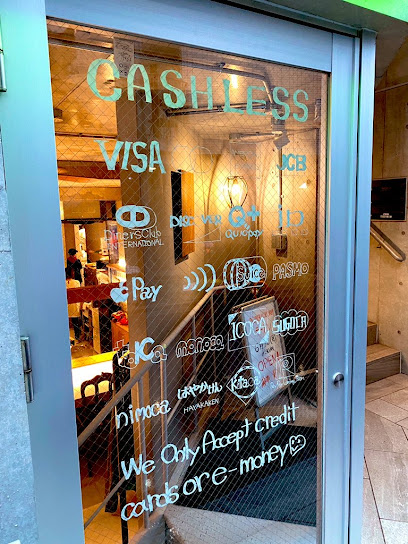 CASHLESS
VISA JCB
Diners Club INTERNATIONAL DISCOVER Q+ QUICPay iD
Pay Suica PASMO
toICa manaca ICOCA SUGOCA
nimoca はやかけん HAYAKAKEN Kitaca
We Only Accept credit
cards or e-money